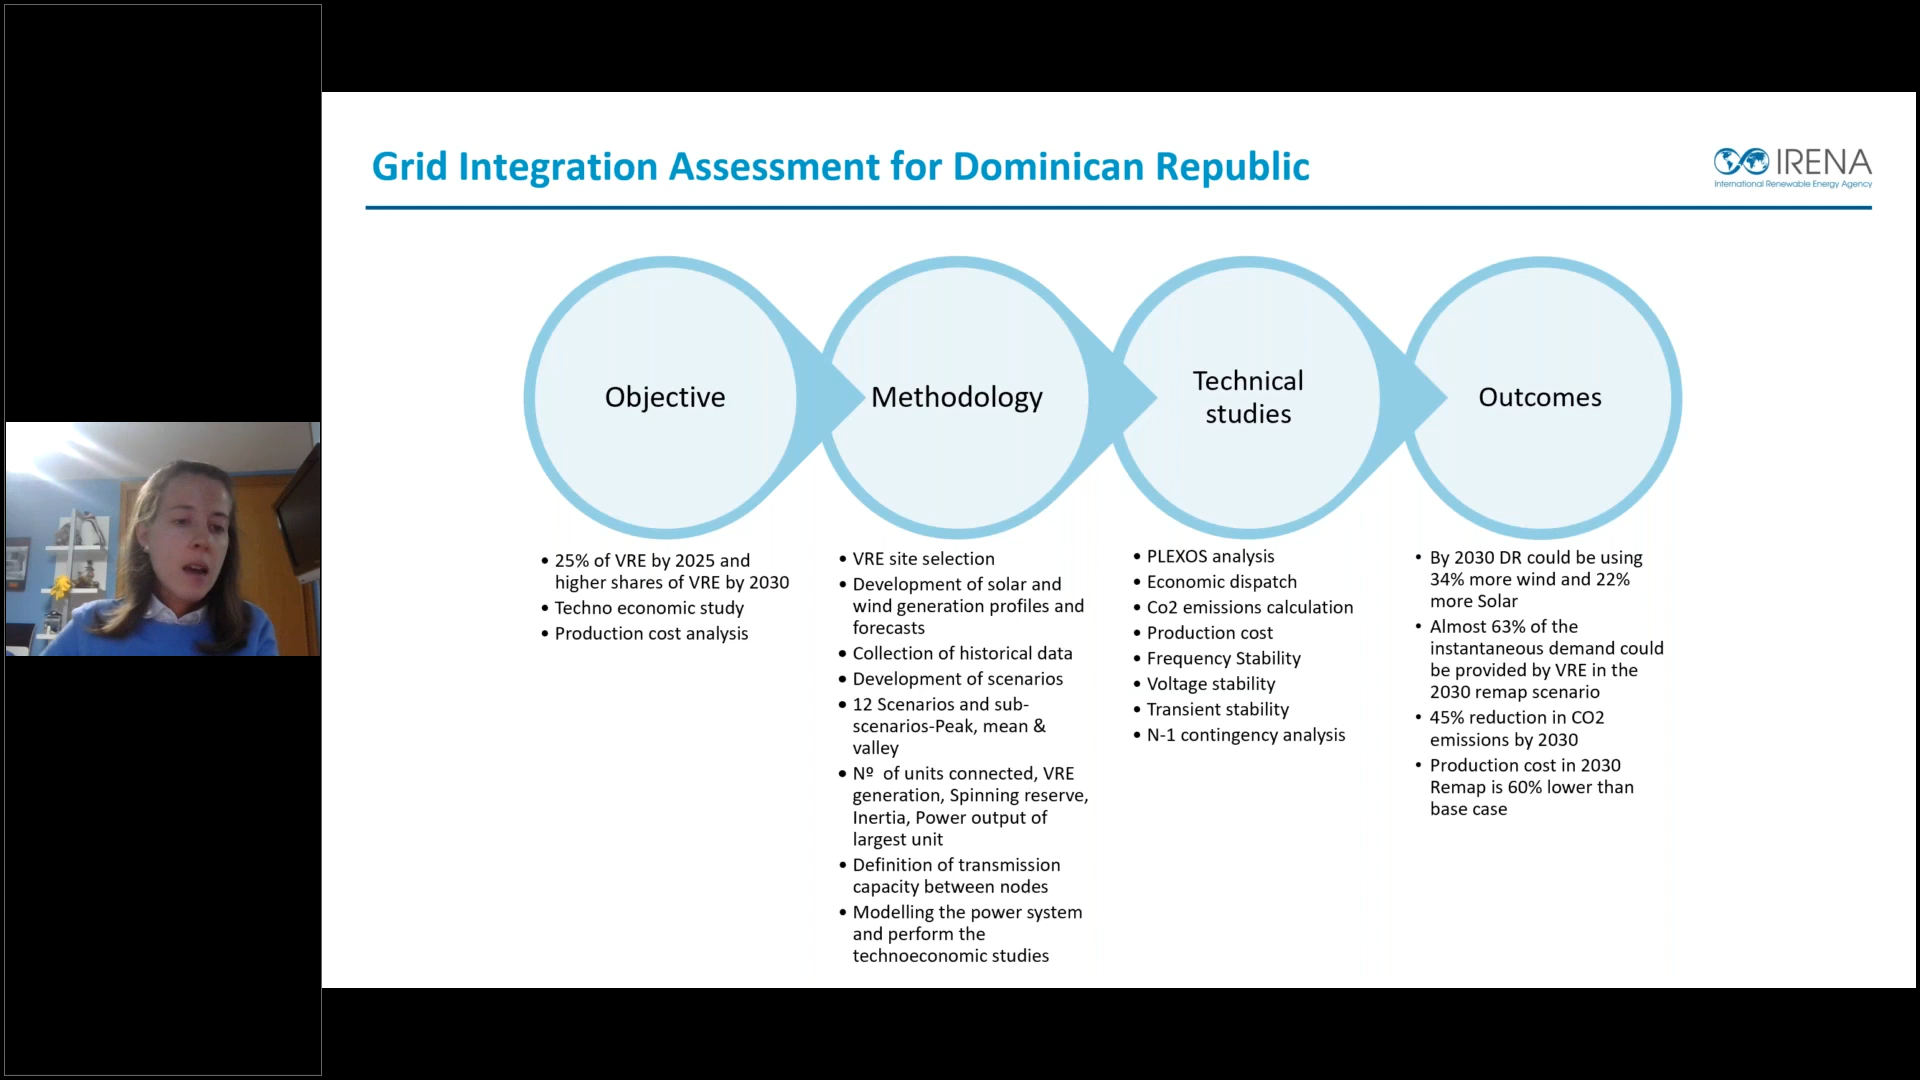 Grid Integration Assessment for Dominican Republic
IRENA
International Renewable Energy Agency
Objective
• 25% of VRE by 2025 and
higher shares of VRE by 2030
• Techno economic study
• Production cost analysis
Methodology
• VRE site selection
• Development of solar and
wind generation profiles and
forecasts
• Collection of historical data
• Development of scenarios
• 12 Scenarios and sub-
scenarios-Peak, mean &
valley
• Nº  of units connected, VRE
generation, Spinning reserve,
Inertia, Power output of
largest unit
• Definition of transmission
capacity between nodes
• Modelling the power system
and perform the
technoeconomic studies
Technical
studies
• PLEXOS analysis
• Economic dispatch
• Co2 emissions calculation
• Production cost
• Frequency Stability
• Voltage stability
• Transient stability
• N-1 contingency analysis
Outcomes
• By 2030 DR could be using
34% more wind and 22%
more Solar
• Almost 63% of the
instantaneous demand could
be provided by VRE in the
2030 remap scenario
• 45% reduction in CO2
emissions by 2030
• Production cost in 2030
Remap is 60% lower than
base case